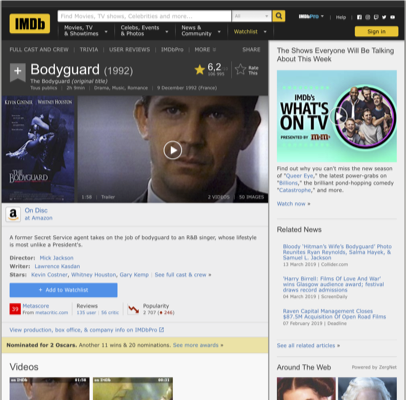 IMDb
Find Movies, TV shows, Celebrities and more...
All
IMDbPro
Help
Movies, TV
& Showtimes
Celebs, Events
& Photos
News &
Community
Watchlist
Sign in
FULL CAST AND CREW | TRIVIA | USER REVIEWS | IMDbPro | MORE
SHARE
Bodyguard (1992)
The Bodyguard (original title)
Tous publics | 2h 9min | Drama, Music, Romance | 9 December 1992 (France)
6,2
Rate
This
KEVIN COSTNER WHITNEY HOUSTON
THE
BODYGUARD
1:58 | Trailer
2 VIDEOS
50 IMAGES
a
On Disc
at Amazon
A former Secret Service agent takes on the job of bodyguard to an R&B singer, whose lifestyle
is most unlike a President's.
Director: Mick Jackson
Writer: Lawrence Kasdan
Stars: Kevin Costner, Whitney Houston, Gary Kemp | See full cast & crew »
+ Add to Watchlist
39
Metascore
From metacritic.com
Reviews
135 user | 56 critic
Popularity
2 707 (246)
View production, box office, & company info on IMDbPro
Nominated for 2 Oscars. Another 11 wins & 20 nominations. See more awards »
Videos
01:58
00:21
The Shows Everyone Will Be Talking
About This Week
IMDb's
WHAT'S
ON TV
PRESENTED BY m&m's
Find out why you can't miss the new season
of "Queer Eye," the latest power-grabs on
"Billions," the brilliant pond-hopping comedy
"Catastrophe," and more.
Watch now »
Related News
Bloody 'Hitman's Wife's Bodyguard' Photo
Reunites Ryan Reynolds, Salma Hayek, &
Samuel L. Jackson
12 March 2019 | Collider.com
'Harry Birrell: Films Of Love And War'
wins Glasgow audience award; festival
draws record admissions
04 March 2019 | ScreenDaily
Raven Capital Management Closes
$87.5M Acquisition Of Open Road Films
07 February 2019 | Deadline
See all related articles »
Around The Web
Powered by ZergNet